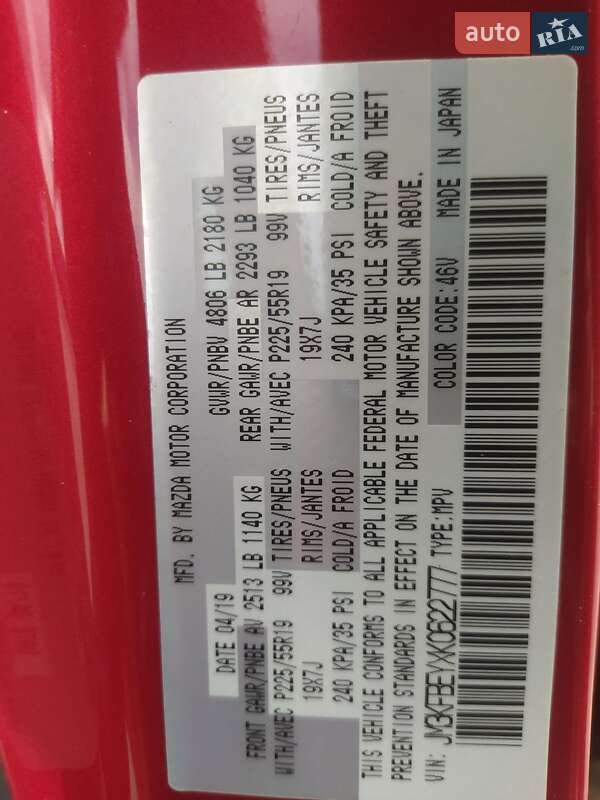 auto RIA.com
MFD. BY MAZDA MOTOR CORPORATION
DATE 04/19 GVWR/PNBV 4806 LB 2180 KG
FRONT GAWR/PNBE AV 2513 LB 1140 KG REAR GAWR/PNBE AR 2293 LB 1040 KG
WITH/AVEC P225/55R19 99V TIRES/PNEUS WITH/AVEC P225/55R19 99V TIRES/PNEUS
19X7J RIMS/JANTES 19X7J RIMS/JANTES
240 KPA/35 PSI COLD/A FROID 240 KPA/35 PSI COLD/A FROID
THIS VEHICLE CONFORMS TO ALL APPLICABLE FEDERAL MOTOR VEHICLE SAFETY AND THEFT
PREVENTION STANDARDS IN EFFECT ON THE DATE OF MANUFACTURE SHOWN ABOVE.
VIN: JM3KFBEYXK0622777 TYPE:MPV COLOR CODE:46V MADE IN JAPAN